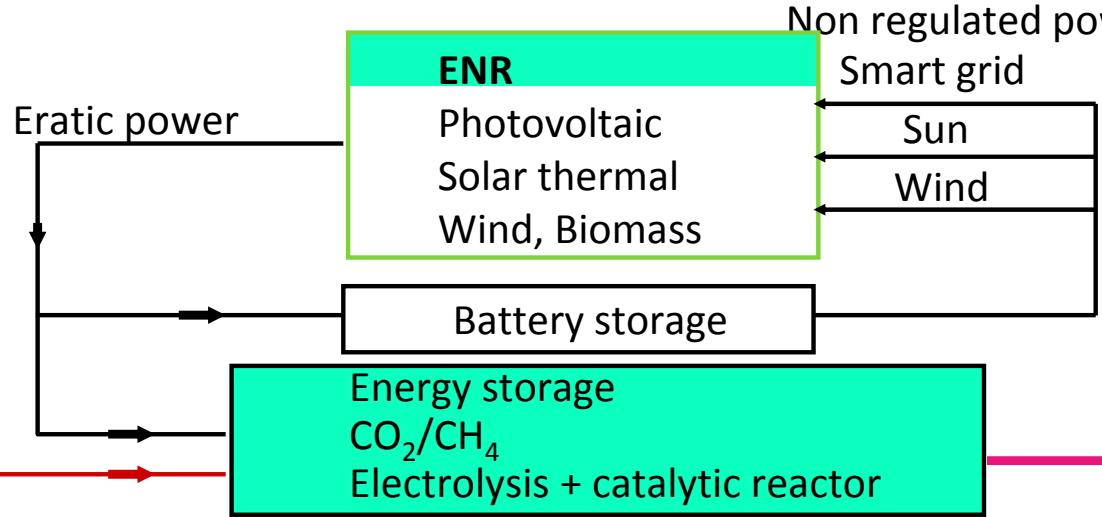 Non regulated pow
ENR
Smart grid
Eratic power
Photovoltaic
Sun
Solar thermal
Wind
Wind, Biomass
Battery storage
Energy storage
CO₂/CH₄
Electrolysis + catalytic reactor